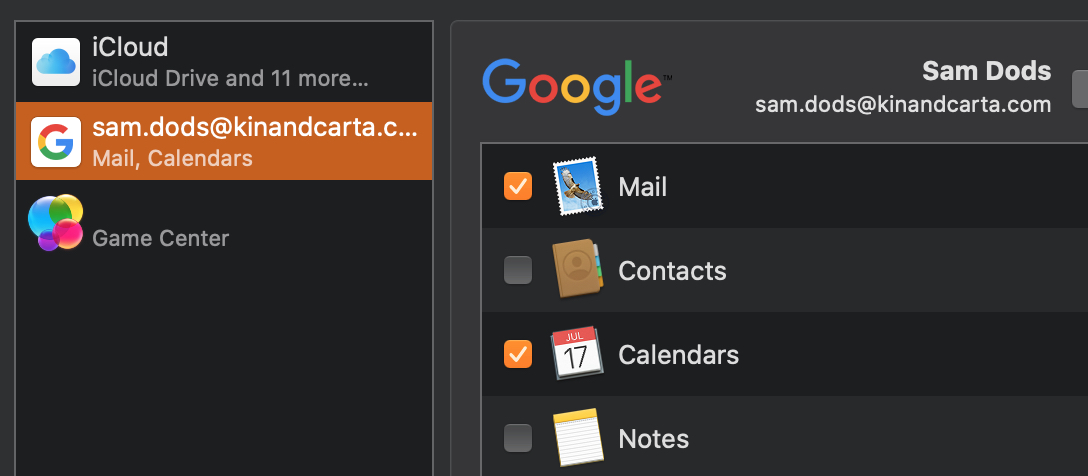 iCloud
iCloud Drive and 11 more...
sam.dods@kinandcarta.c...
Mail, Calendars
Game Center
Google™
Sam Dods
sam.dods@kinandcarta.com
Mail
Contacts
JUL
17
Calendars
Notes